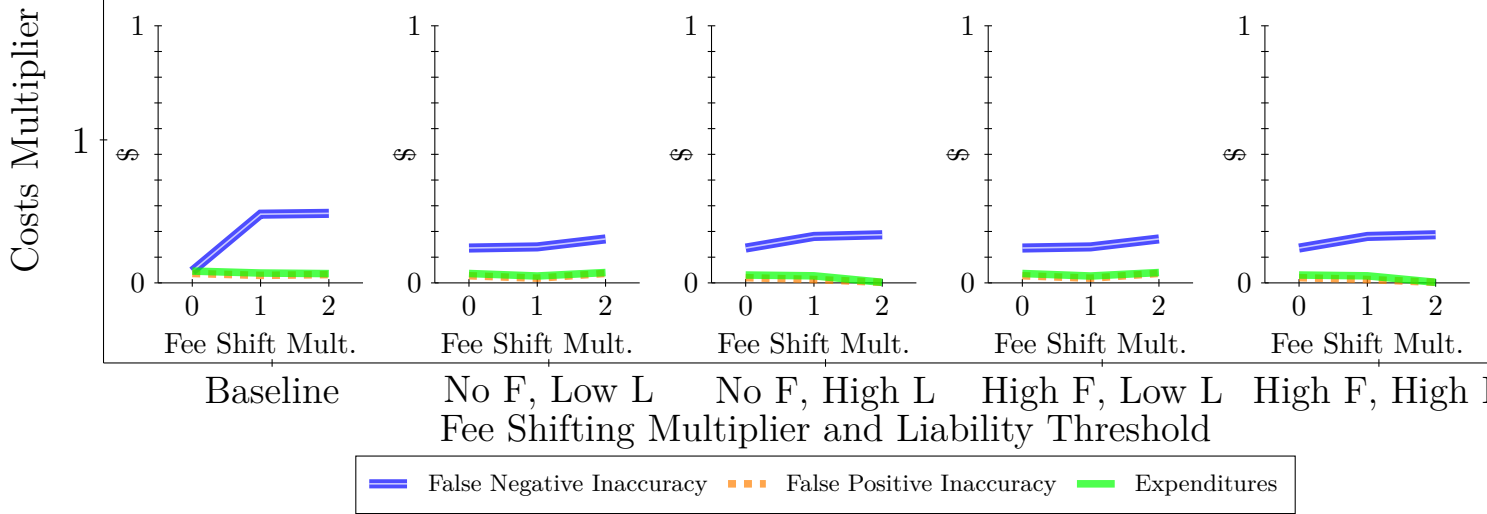 Costs Multiplier
1
1
$
0
0 1 2
Fee Shift Mult.
1
$
0
0 1 2
Fee Shift Mult.
1
$
0
0 1 2
Fee Shift Mult.
1
$
0
0 1 2
Fee Shift Mult.
1
$
0
0 1 2
Fee Shift Mult.
Baseline No F, Low L No F, High L High F, Low L High F, High
Fee Shifting Multiplier and Liability Threshold
False Negative Inaccuracy False Positive Inaccuracy Expenditures